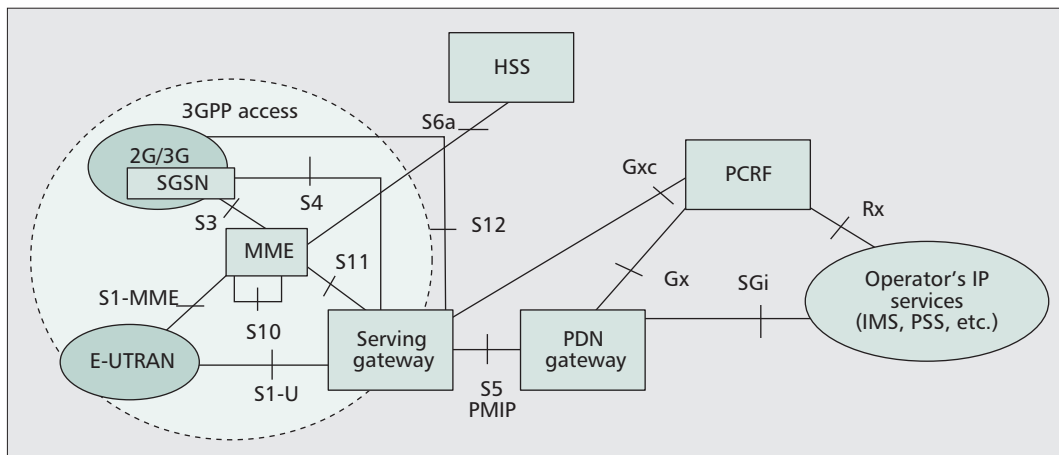 HSS
3GPP access
S6a
2G/3G
SGSN
S4
S3
Gxc
PCRF
Rx
S12
MME
S11
S1-MME
S10
Gx
SGi
Operator's IP
services
(IMS, PSS, etc.)
E-UTRAN
S1-U
Serving
gateway
S5
PMIP
PDN
gateway